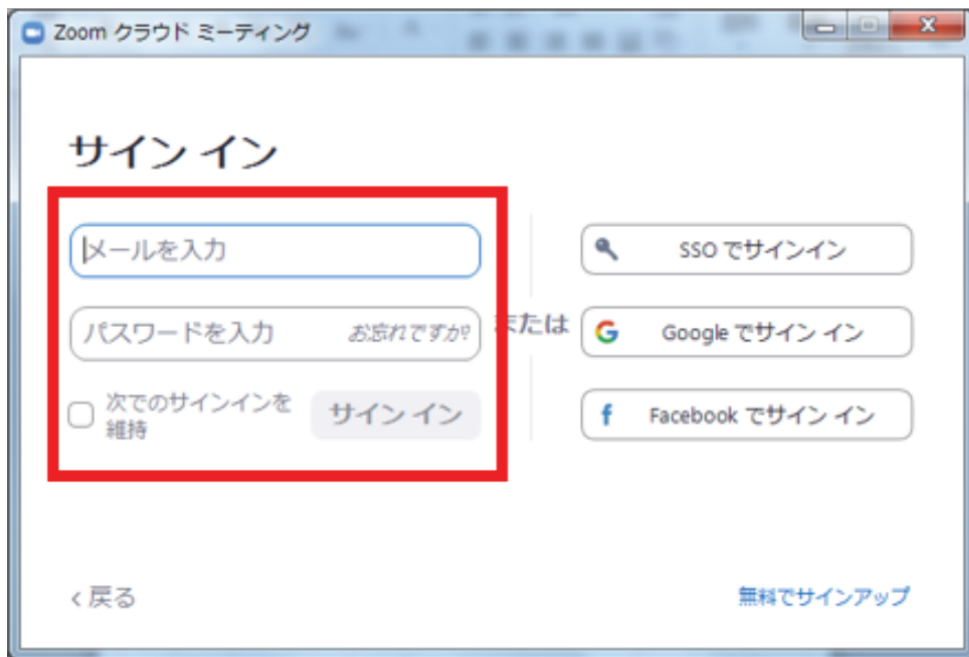 Zoom クラウド ミーティング
サイン イン
メールを入力
パスワードを入力 お忘れですか?
次でのサインインを
維持
サイン イン
または
SSO でサインイン
Google でサイン イン
Facebook でサイン イン
< 戻る
無料でサインアップ